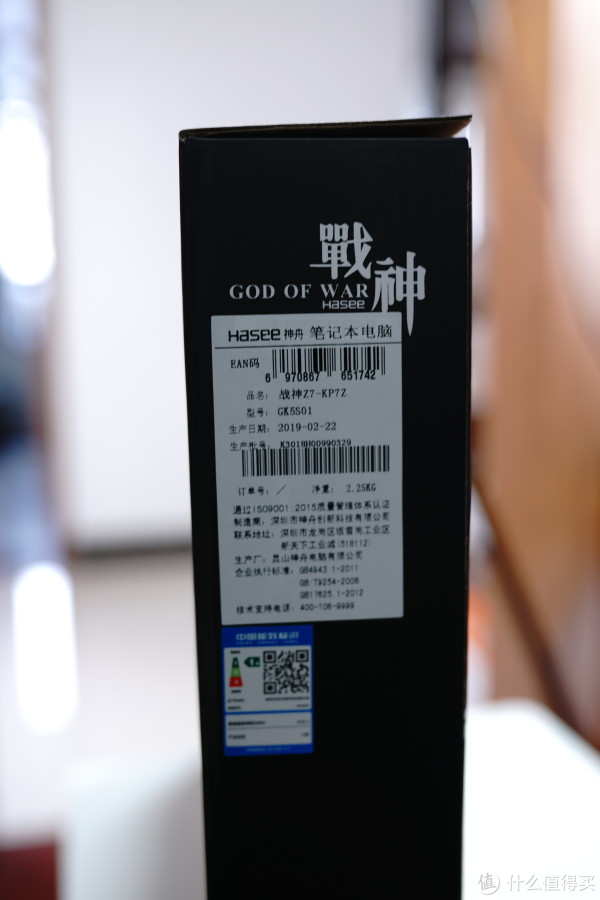 戰神
GOD OF WAR
Hasee
Hasee 神舟 笔记本电脑
EAN码
6 970867 651742
品名: 战神Z7-KP7Z
型号: GK5S01
生产日期: 2019-02-22
生产批号: K3018H00990329
订单号: / 净重: 2.25KG
通过ISO9001:2015质量管理体系认证
制造商: 深圳市神舟创新科技有限公司
联系地址: 深圳市龙岗区坂雪岗工业区
新天下工业城(518112)
生产厂: 昆山神舟电脑有限公司
企业执行标准: GB4943.1-2011
GB/T9254-2008
GB17625.1-2012
技术支持电话: 400-106-9999
中国能效标识
值 什么值得买